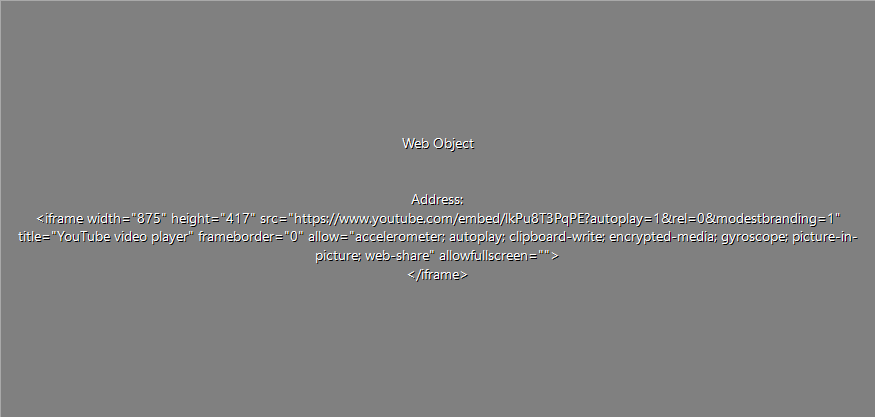 Web Object
Address:
<iframe width="875" height="417" src="https://www.youtube.com/embed/lkPu8T3PqPE?autoplay=1&rel=0&modestbranding=1"
title="YouTube video player" frameborder="0" allow="accelerometer; autoplay; clipboard-write; encrypted-media; gyroscope; picture-in-
picture; web-share" allowfullscreen="">
</iframe>